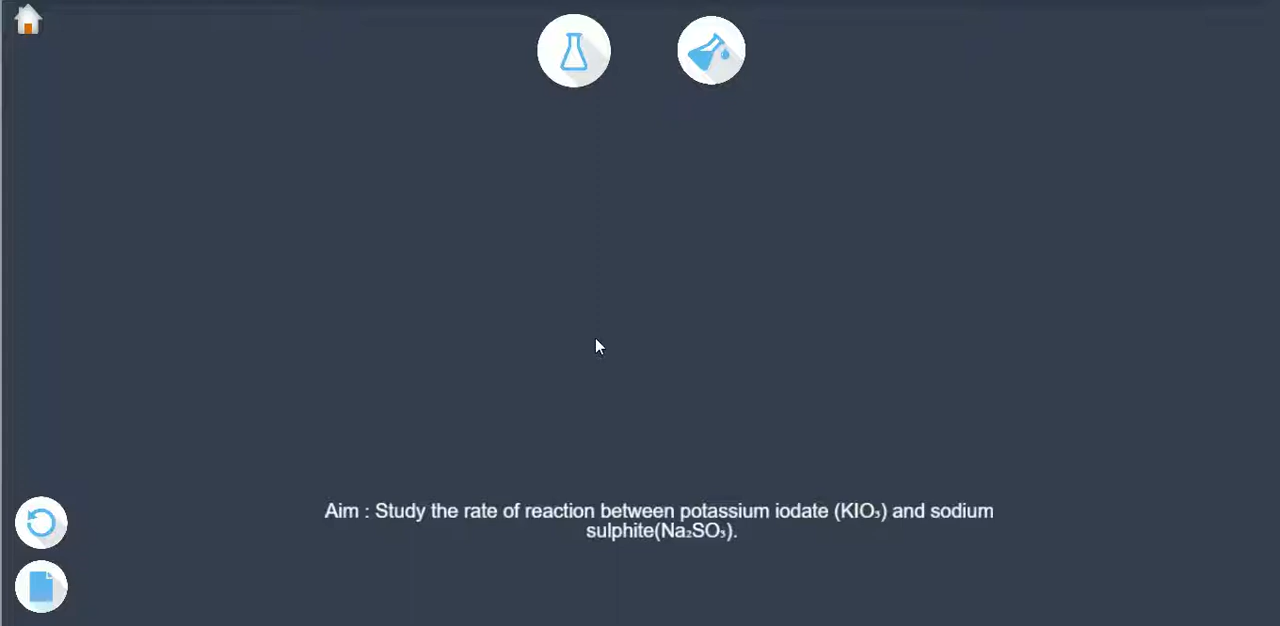 Aim : Study the rate of reaction between potassium iodate (KIO₃) and sodium
sulphite(Na₂SO₃).